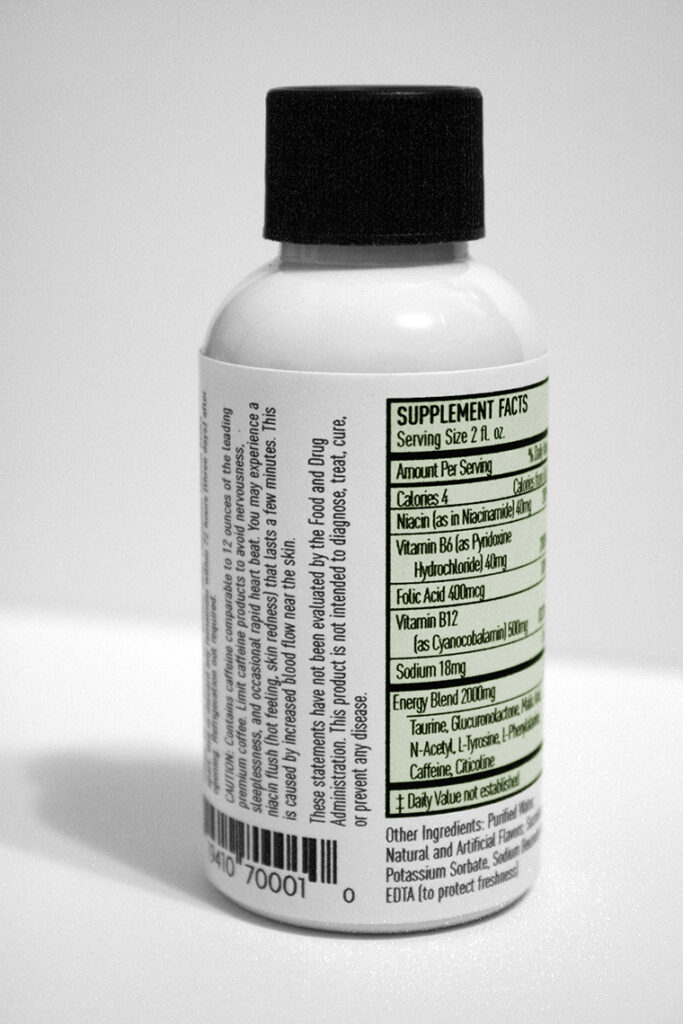 opening. Refrigeration not required.
CAUTION: Contains caffeine comparable to 12 ounces of the leading
premium coffee. Limit caffeine products to avoid nervousness,
sleeplessness, and occasional rapid heart beat. You may experience a
niacin flush (hot feeling, skin redness) that lasts a few minutes. This
is caused by increased blood flow near the skin.
These statements have not been evaluated by the Food and Drug
Administration. This product is not intended to diagnose, treat, cure,
or prevent any disease.
9410 70001 0
SUPPLEMENT FACTS
Serving Size 2 fl. oz.
Amount Per Serving
Calories 4 Calories from
Niacin (as in Niacinamide) 40mg
Vitamin B6 (as Pyridoxine
Hydrochloride) 40mg
Folic Acid 400mcg
Vitamin B12
(as Cyanocobalamin) 500mg
Sodium 18mg
Energy Blend 2000mg
Taurine, Glucuronolactone, Malic
N-Acetyl, L-Tyrosine, L-Phenylalanine,
Caffeine, Citicoline
‡ Daily Value not established
Other Ingredients: Purified Water,
Natural and Artificial Flavors,
Potassium Sorbate, Sodium
EDTA (to protect freshness)